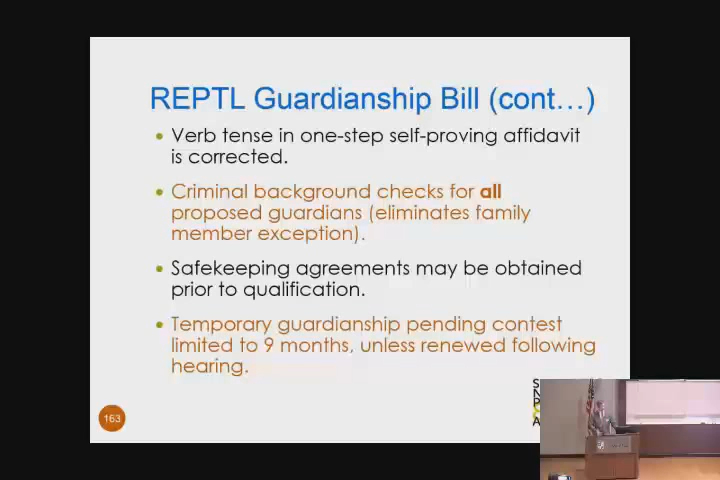 REPTL Guardianship Bill (cont…)
• Verb tense in one-step self-proving affidavit
is corrected.
• Criminal background checks for all
proposed guardians (eliminates family
member exception).
• Safekeeping agreements may be obtained
prior to qualification.
• Temporary guardianship pending contest
limited to 9 months, unless renewed following
hearing.
163